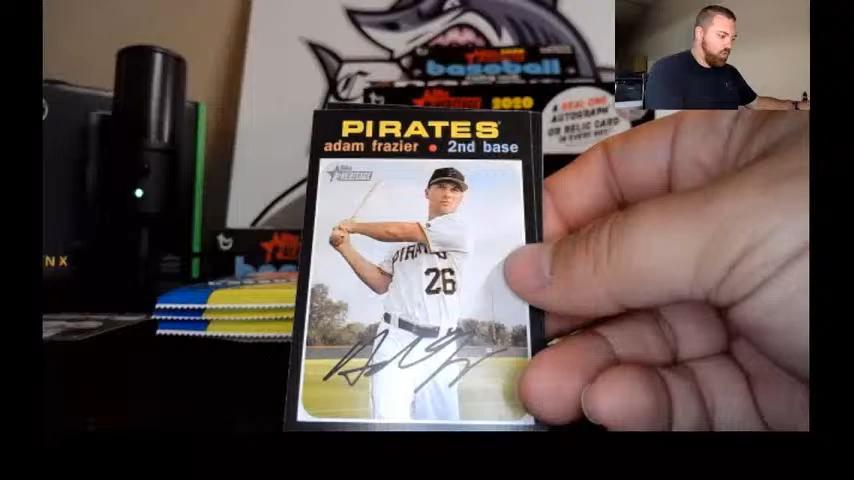 baseball
2020
A REAL ONE
AUTOGRAPH
OR RELIC CARD
IN EVERY BOX!
PIRATES
adam frazier • 2nd base
Topps
HERITAGE
PIRATES
26
NX